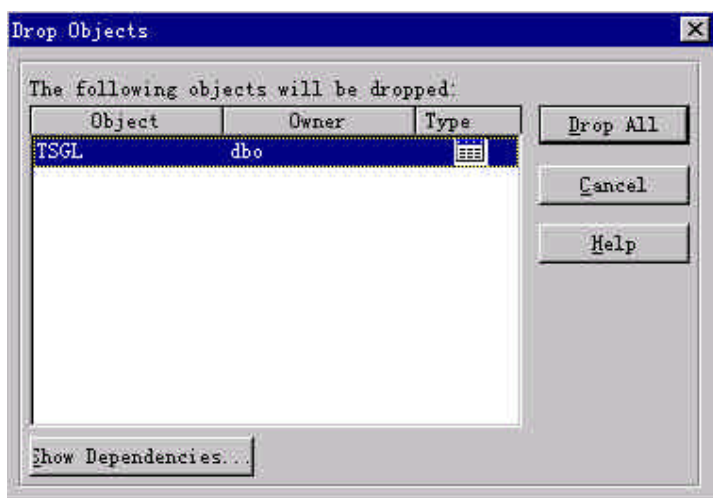 Drop Objects
The following objects will be dropped:
Object Owner Type
TSGL dbo
Drop All
Cancel
Help
Show Dependencies...